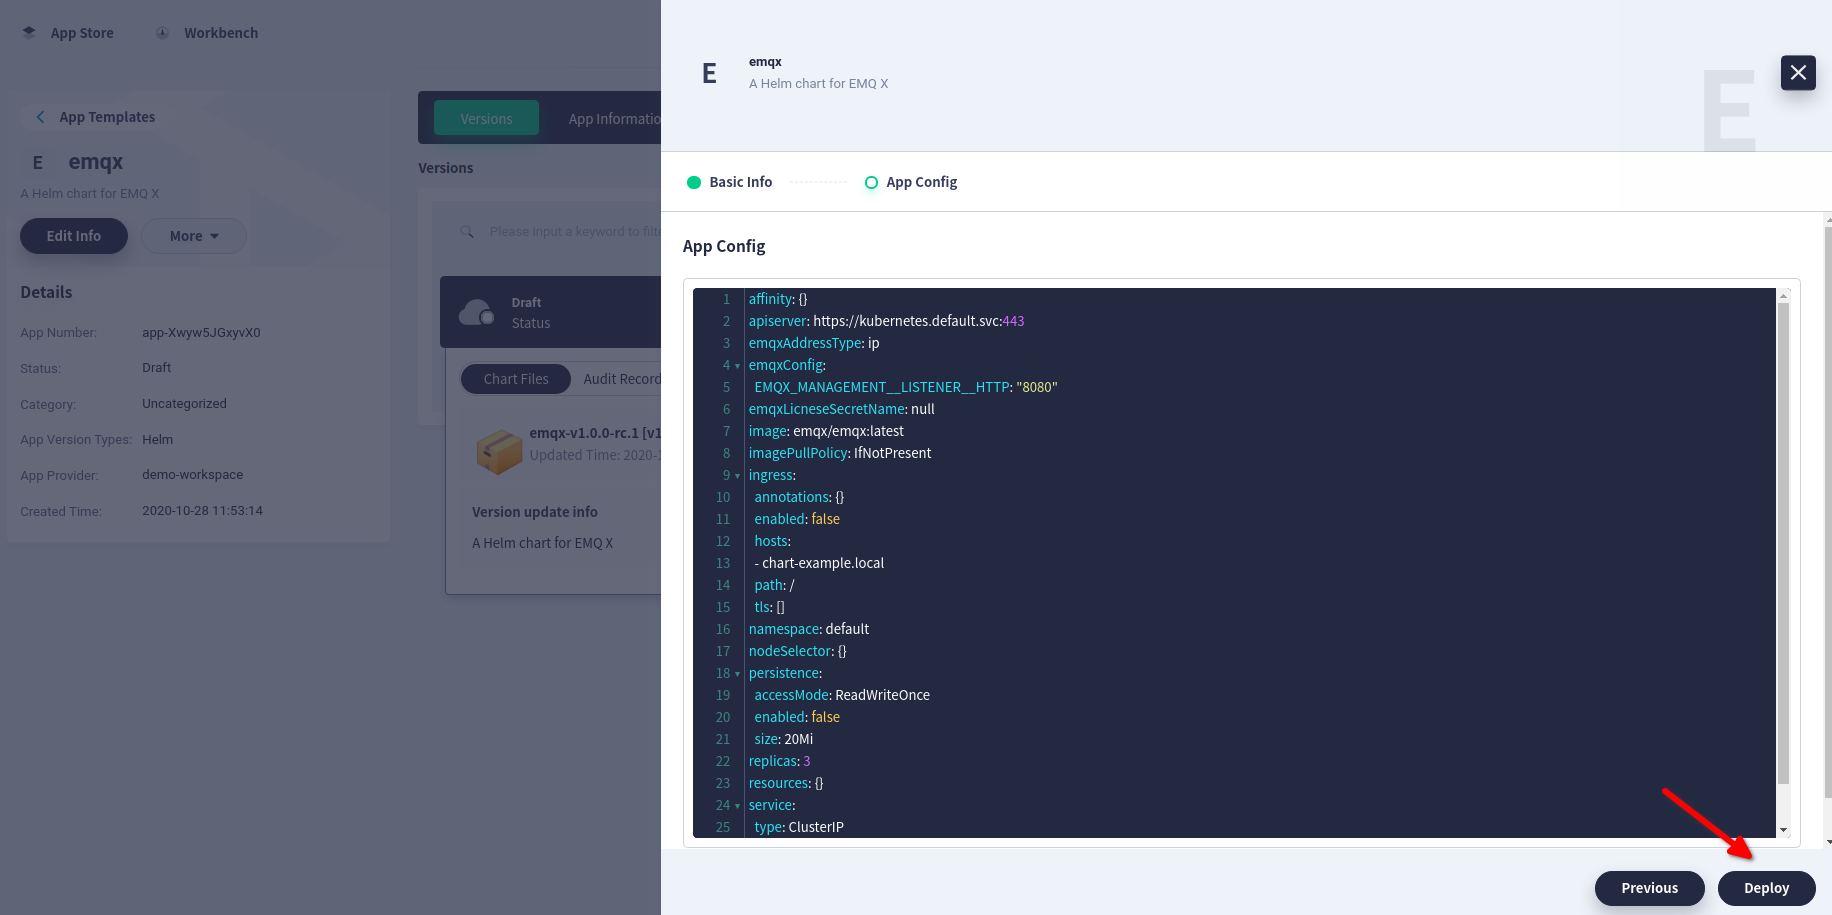 App Store
Workbench
App Templates
E emqx
A Helm chart for EMQ X
Edit Info
More
Details
App Number: app-Xwyw5JGxyvX0
Status: Draft
Category: Uncategorized
App Version Types: Helm
App Provider: demo-workspace
Created Time: 2020-10-28 11:53:14
Versions
App Informatio
Versions
Please input a keyword to filte
Draft
Status
Chart Files
Audit Record
emqx-v1.0.0-rc.1 [v1
Updated Time: 2020-1
Version update info
A Helm chart for EMQ X
E
emqx
A Helm chart for EMQ X
E
Basic Info
App Config
App Config
1 affinity: {}
2 apiserver: https://kubernetes.default.svc:443
3 emqxAddressType: ip
4 emqxConfig:
5 EMQX_MANAGEMENT__LISTENER__HTTP: "8080"
6 emqxLicneseSecretName: null
7 image: emqx/emqx:latest
8 imagePullPolicy: IfNotPresent
9 ingress:
10 annotations: {}
11 enabled: false
12 hosts:
13 - chart-example.local
14 path: /
15 tls: []
16 namespace: default
17 nodeSelector: {}
18 persistence:
19 accessMode: ReadWriteOnce
20 enabled: false
21 size: 20Mi
22 replicas: 3
23 resources: {}
24 service:
25 type: ClusterIP
Previous
Deploy